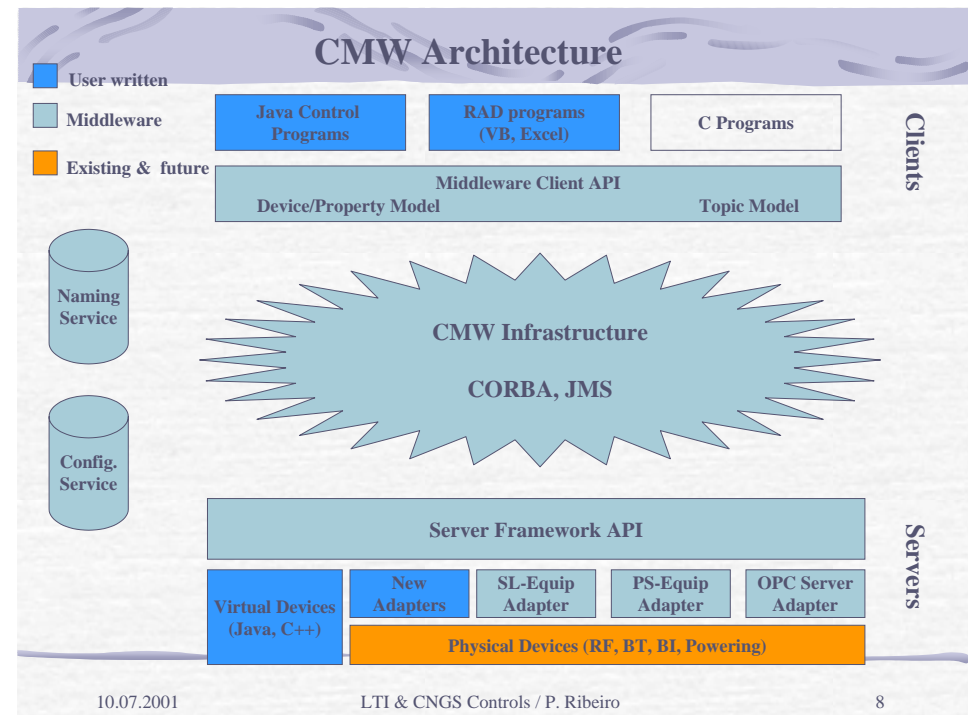 CMW Architecture
User written
Middleware
Existing & future
Java Control
Programs
RAD programs
(VB, Excel)
C Programs
Clients
Middleware Client API
Device/Property Model
Topic Model
Naming
Service
CMW Infrastructure
CORBA, JMS
Config.
Service
Server Framework API
Servers
Virtual Devices
(Java, C++)
New
Adapters
SL-Equip
Adapter
PS-Equip
Adapter
OPC Server
Adapter
Physical Devices (RF, BT, BI, Powering)
10.07.2001
LTI & CNGS Controls / P. Ribeiro
8